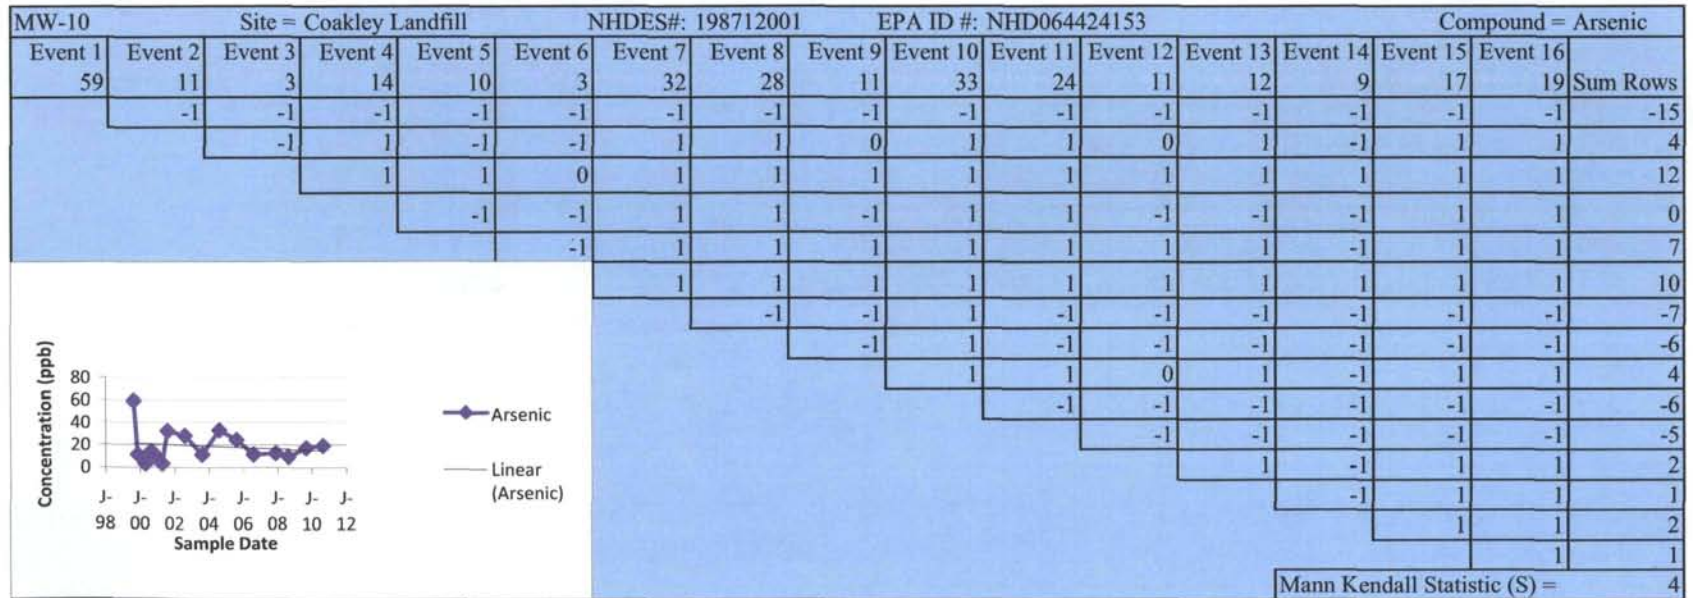 MW-10 Site = Coakley Landfill NHDES#: 198712001 EPA ID #: NHD064424153 Compound = Arsenic
Event 1 Event 2 Event 3 Event 4 Event 5 Event 6 Event 7 Event 8 Event 9 Event 10 Event 11 Event 12 Event 13 Event 14 Event 15 Event 16
59 11 3 14 10 3 32 28 11 33 24 11 12 9 17 19 Sum Rows
-1 -1 -1 -1 -1 -1 -1 -1 -1 -1 -1 -1 -1 -1 -1 -15
-1 1 -1 -1 1 1 0 1 1 0 1 -1 1 1 4
1 1 0 1 1 1 1 1 1 1 1 1 1 12
-1 -1 1 1 -1 1 1 -1 -1 -1 1 1 0
-1 1 1 1 1 1 1 1 -1 1 1 7
1 1 1 1 1 1 1 1 1 1 10
-1 -1 1 -1 -1 -1 -1 -1 -1 -7
-1 1 -1 -1 -1 -1 -1 -1 -6
1 1 0 1 -1 1 1 4
-1 -1 -1 -1 -1 -1 -6
-1 -1 -1 -1 -1 -5
1 -1 1 1 2
-1 1 1 1
1 1 2
1 1
Mann Kendall Statistic (S) = 4
Concentration (ppb)
80
60
40
20
0
J- J- J- J- J- J- J- J-
98 00 02 04 06 08 10 12
Sample Date
Arsenic
Linear
(Arsenic)